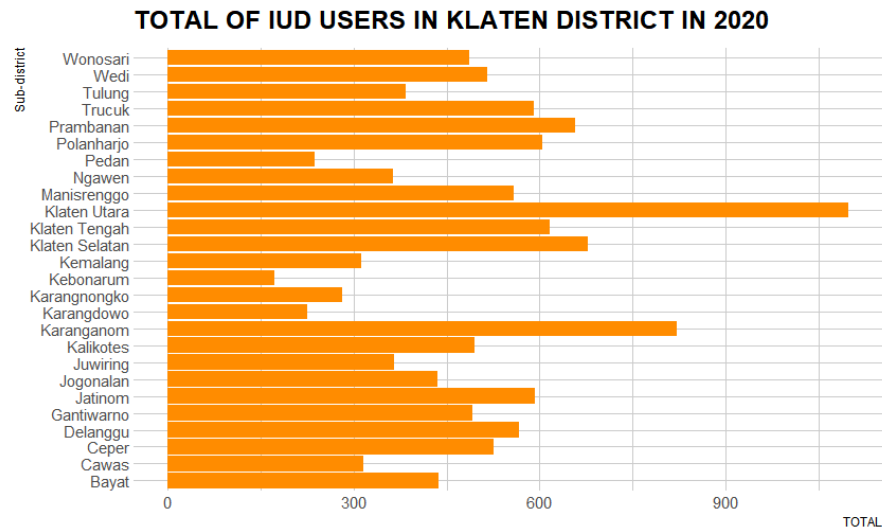 TOTAL OF IUD USERS IN KLATEN DISTRICT IN 2020
Sub-district
Wonosari
Wedi
Tulung
Trucuk
Prambanan
Polanharjo
Pedan
Ngawen
Manisrenggo
Klaten Utara
Klaten Tengah
Klaten Selatan
Kemalang
Kebonarum
Karangnongko
Karangdowo
Karanganom
Kalikotes
Juwiring
Jogonalan
Jatinom
Gantiwarno
Delanggu
Ceper
Cawas
Bayat
0 300 600 900
TOTAL